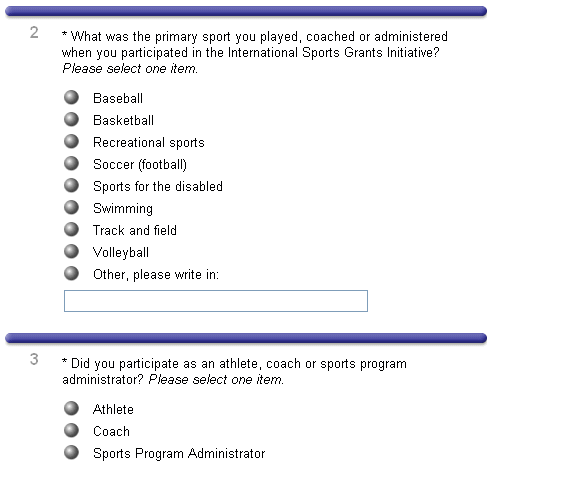 2
* What was the primary sport you played, coached or administered
when you participated in the International Sports Grants Initiative?
Please select one item.
Baseball
Basketball
Recreational sports
Soccer (football)
Sports for the disabled
Swimming
Track and field
Volleyball
Other, please write in:
3
* Did you participate as an athlete, coach or sports program
administrator? Please select one item.
Athlete
Coach
Sports Program Administrator